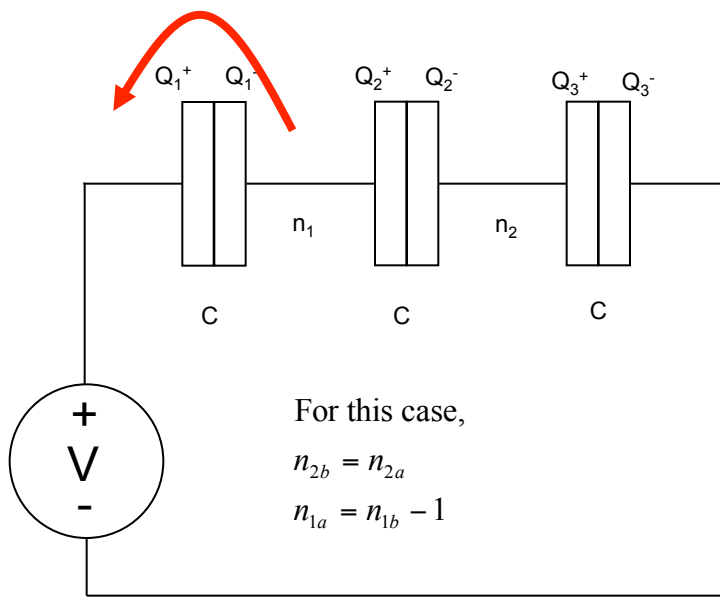 Q₁⁺ Q₁⁻ Q₂⁺ Q₂⁻ Q₃⁺ Q₃⁻
n₁ n₂
C C C
+
V
-
For this case,
n₂b = n₂a
n₁a = n₁b − 1